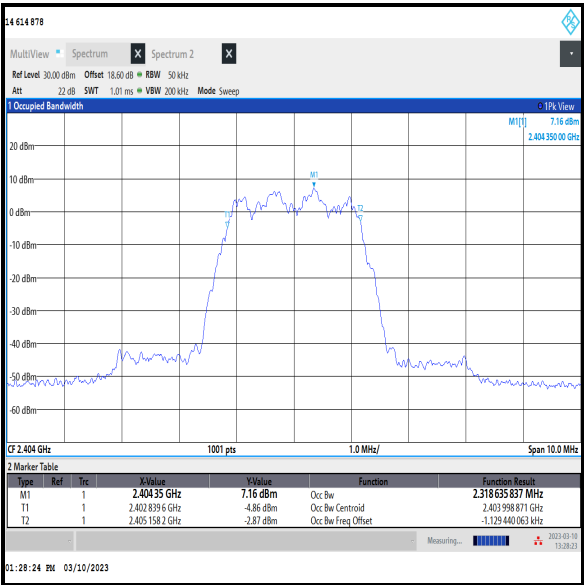 14 614 878
MultiView Spectrum X Spectrum 2 X
Ref Level 30.00 dBm Offset 18.60 dB RBW 50 kHz
Att 22 dB SWT 1.01 ms VBW 200 kHz Mode Sweep
1 Occupied Bandwidth 1Pk View
M1[1] 7.16 dBm
2.404 350 00 GHz
20 dBm
M1
10 dBm
T1 T2
0 dBm
-10 dBm
-20 dBm
-30 dBm
-40 dBm
-50 dBm
-60 dBm
CF 2.404 GHz 1001 pts 1.0 MHz/ Span 10.0 MHz
2 Marker Table
Type Ref Trc X-Value Y-Value Function Function Result
M1 1 2.404 35 GHz 7.16 dBm Occ Bw 2.318 635 837 MHz
T1 1 2.402 839 6 GHz -4.86 dBm Occ Bw Centroid 2.403 998 871 GHz
T2 1 2.405 158 2 GHz -2.87 dBm Occ Bw Freq Offset -1.129 440 063 kHz
Measuring... 2023-03-10
13:28:23
01:28:24 PM 03/10/2023